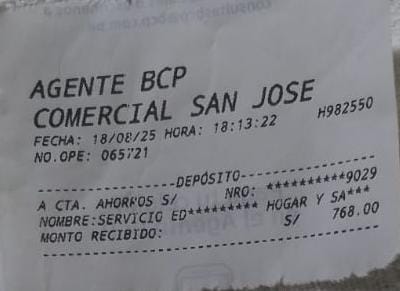 AGENTE BCP
COMERCIAL SAN JOSE
H982550
FECHA: 18/08/25 HORA: 18:13:22
NO.OPE: 065721
DEPÓSITO
A CTA. AHORROS S/ NRO: **********9029
NOMBRE:SERVICIO ED********* HOGAR Y SA***
MONTO RECIBIDO: S/ 768.00